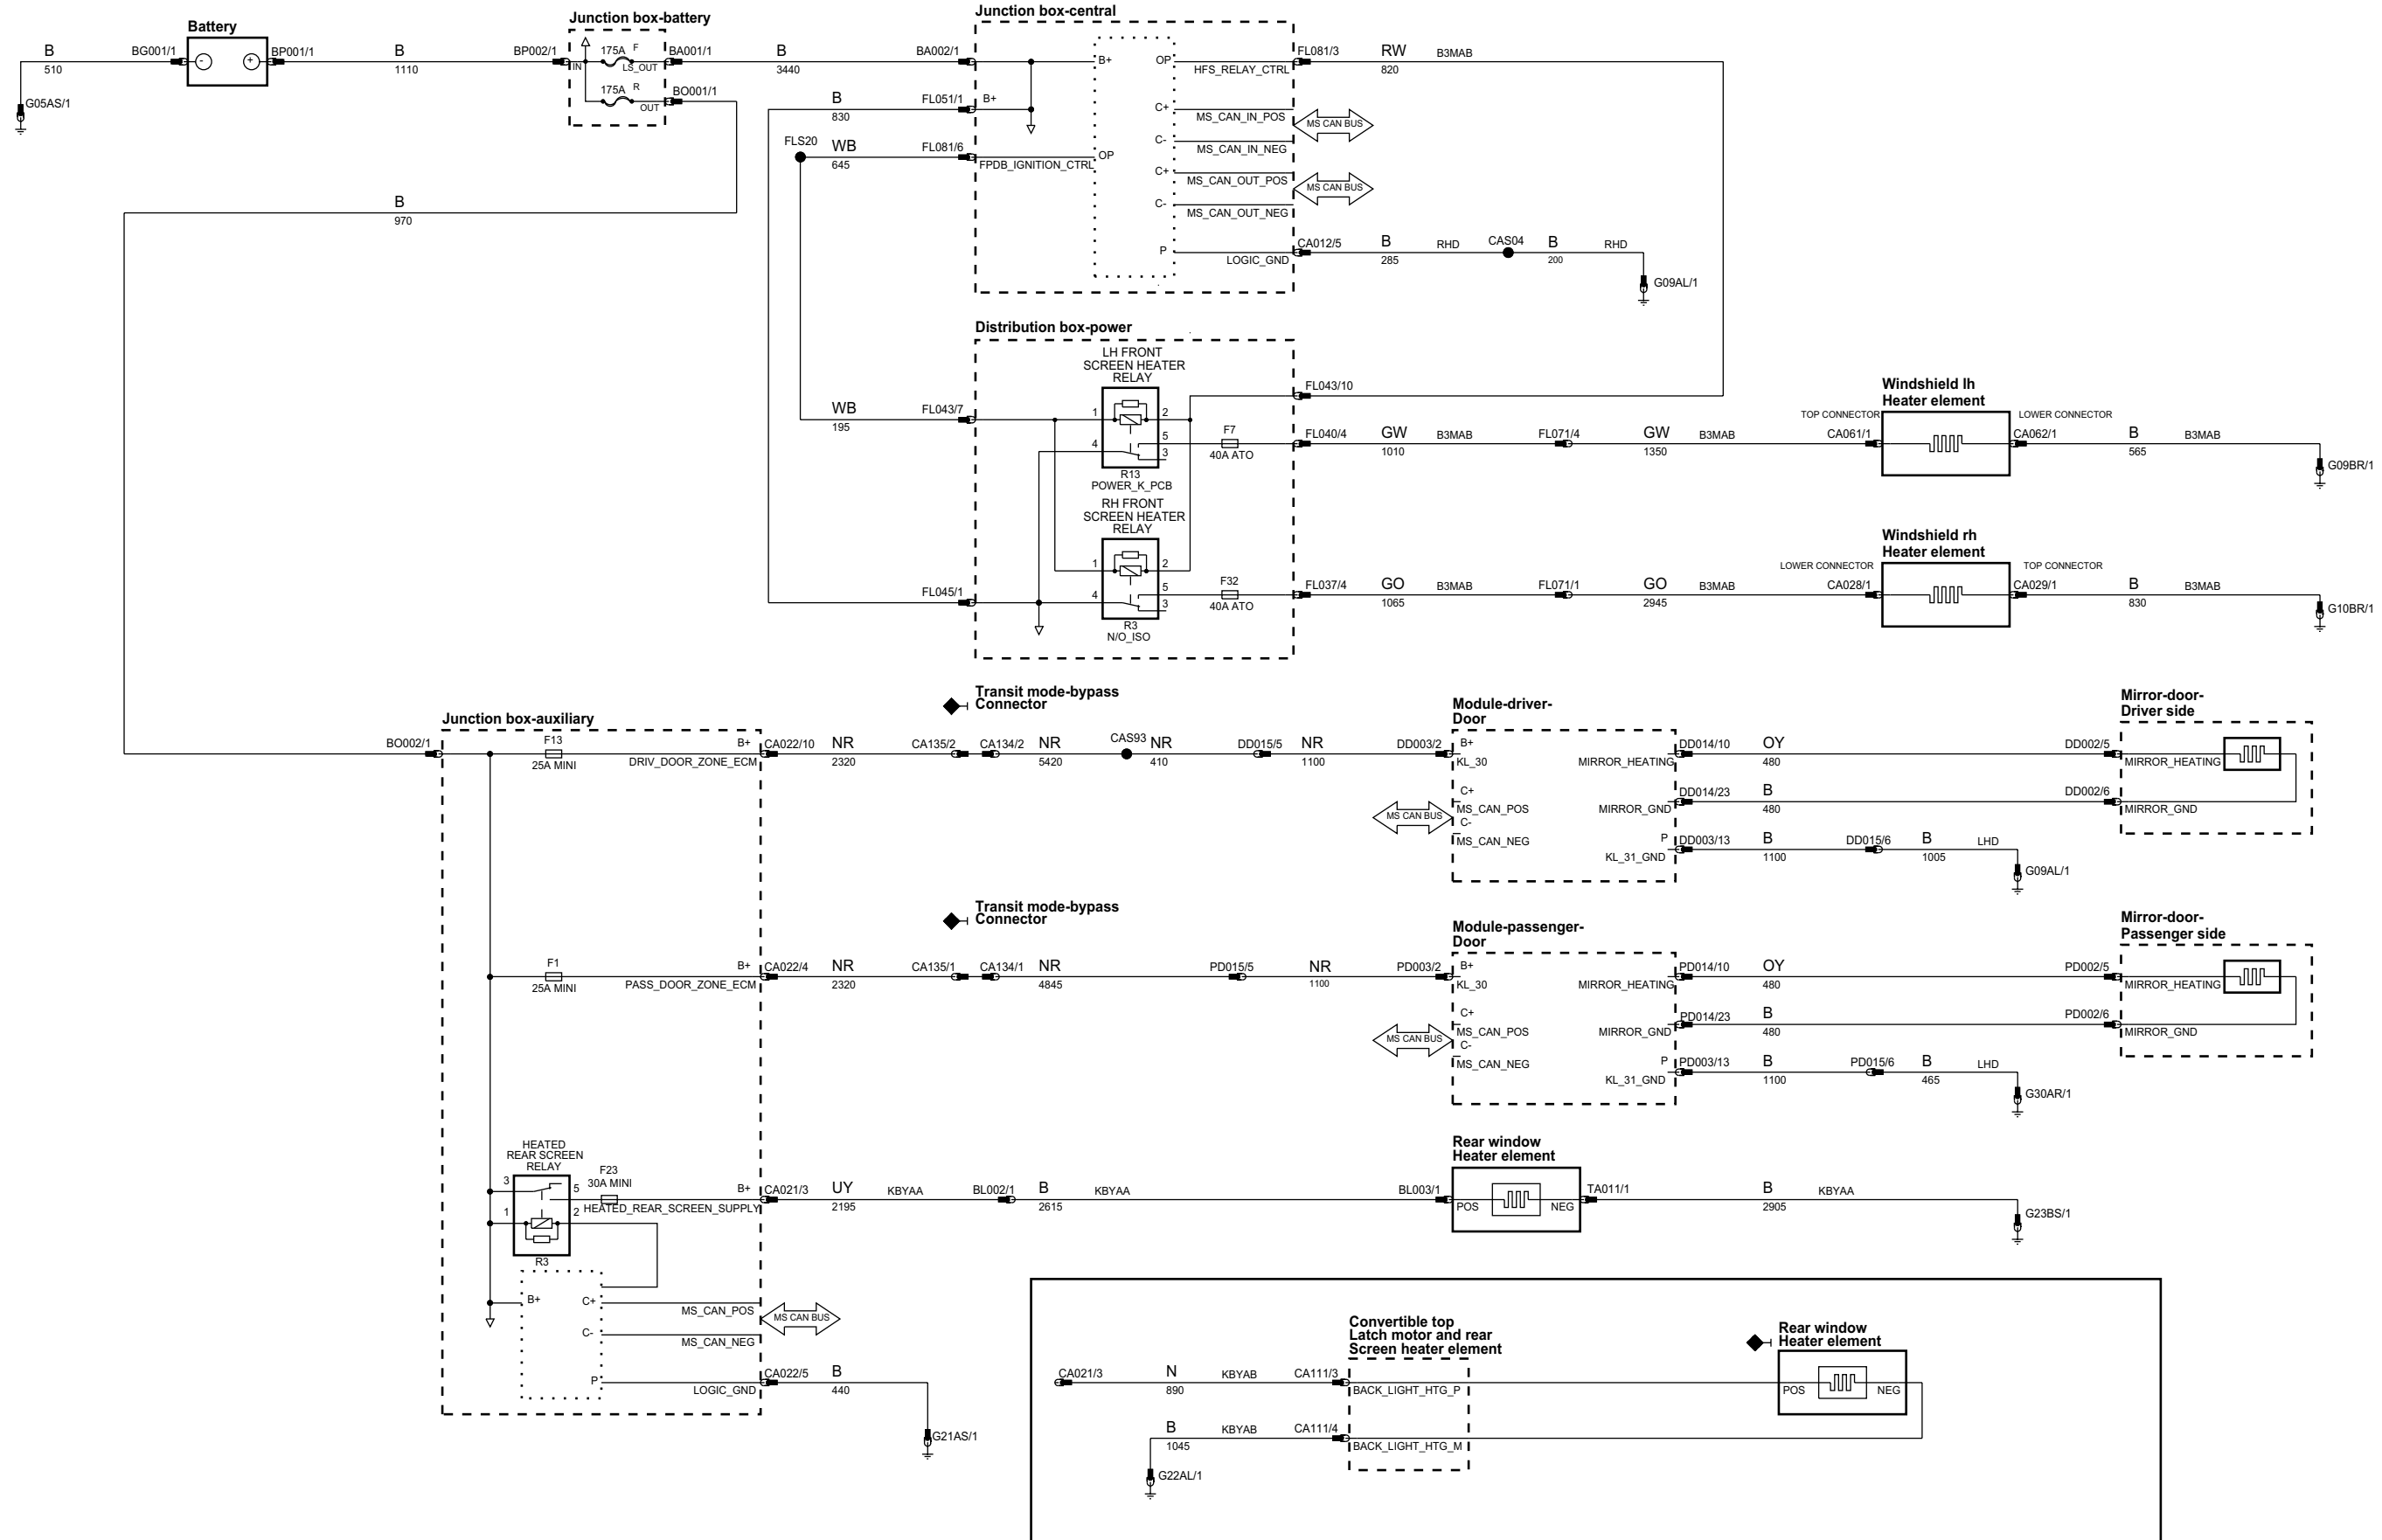 Battery
B
510
BG001/1
-
+
BP001/1
B
1110
BP002/1
G05AS/1
Junction box-battery
175A F
IN
LS_OUT
175A R
OUT
BA001/1
BO001/1
B
3440
BA002/1
B
970
Junction box-central
B+
OP
HFS_RELAY_CTRL
FL081/3
RW
820
B3MAB
B
830
FL051/1
B+
C+
MS_CAN_IN_POS
MS CAN BUS
C-
MS_CAN_IN_NEG
FLS20
WB
645
FL081/6
FPDB_IGNITION_CTRL
OP
C+
MS_CAN_OUT_POS
MS CAN BUS
C-
MS_CAN_OUT_NEG
P
LOGIC_GND
CA012/5
B
285
RHD
CAS04
B
200
RHD
G09AL/1
Distribution box-power
LH FRONT
SCREEN HEATER
RELAY
1
2
4
5
3
R13
POWER_K_PCB
WB
195
FL043/7
FL043/10
F7
40A ATO
FL040/4
GW
1010
B3MAB
FL071/4
GW
1350
B3MAB
Windshield lh
Heater element
TOP CONNECTOR
CA061/1
LOWER CONNECTOR
CA062/1
B
565
B3MAB
G09BR/1
RH FRONT
SCREEN HEATER
RELAY
1
2
4
5
3
R3
N/O_ISO
FL045/1
F32
40A ATO
FL037/4
GO
1065
B3MAB
FL071/1
GO
2945
B3MAB
Windshield rh
Heater element
LOWER CONNECTOR
CA028/1
TOP CONNECTOR
CA029/1
B
830
B3MAB
G10BR/1
Junction box-auxiliary
BO002/1
F13
25A MINI
B+
DRIV_DOOR_ZONE_ECM
CA022/10
NR
2320
Transit mode-bypass
Connector
CA135/2
CA134/2
NR
5420
CAS93
NR
410
DD015/5
NR
1100
DD003/2
Module-driver-
Door
B+
KL_30
C+
MS_CAN_POS
C-
MS_CAN_NEG
MS CAN BUS
MIRROR_HEATING
MIRROR_GND
P
KL_31_GND
DD014/10
OY
480
DD002/5
DD014/23
B
480
DD002/6
DD003/13
B
1100
DD015/6
B
1005
LHD
G09AL/1
Mirror-door-
Driver side
MIRROR_HEATING
MIRROR_GND
F1
25A MINI
B+
PASS_DOOR_ZONE_ECM
CA022/4
NR
2320
Transit mode-bypass
Connector
CA135/1
CA134/1
NR
4845
PD015/5
NR
1100
PD003/2
Module-passenger-
Door
B+
KL_30
C+
MS_CAN_POS
C-
MS_CAN_NEG
MS CAN BUS
MIRROR_HEATING
MIRROR_GND
P
KL_31_GND
PD014/10
OY
480
PD002/5
PD014/23
B
480
PD002/6
PD003/13
B
1100
PD015/6
B
465
LHD
G30AR/1
Mirror-door-
Passenger side
MIRROR_HEATING
MIRROR_GND
HEATED
REAR SCREEN
RELAY
3
5
1
2
R3
F23
30A MINI
B+
HEATED_REAR_SCREEN_SUPPLY
CA021/3
UY
2195
KBYAA
BL002/1
B
2615
KBYAA
BL003/1
Rear window
Heater element
POS
NEG
TA011/1
B
2905
KBYAA
G23BS/1
B+
C+
MS_CAN_POS
MS CAN BUS
C-
MS_CAN_NEG
P
LOGIC_GND
CA022/5
B
440
G21AS/1
CA021/3
N
890
KBYAB
CA111/3
Convertible top
Latch motor and rear
Screen heater element
BACK_LIGHT_HTG_P
BACK_LIGHT_HTG_M
B
1045
KBYAB
CA111/4
G22AL/1
Rear window
Heater element
POS
NEG